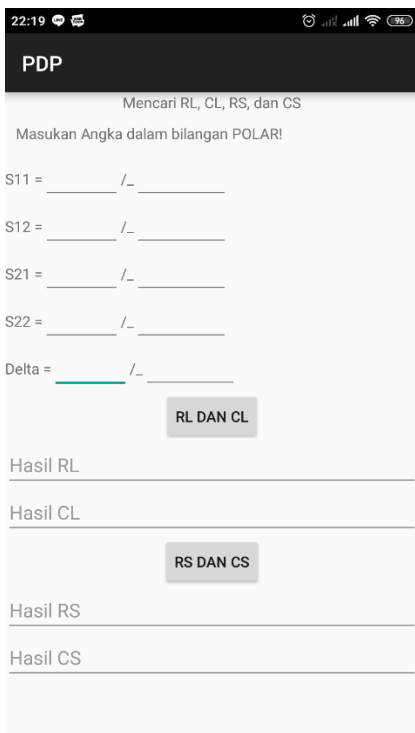 22:19 96
PDP
Mencari RL, CL, RS, dan CS
Masukan Angka dalam bilangan POLAR!
S11 = /_
S12 = /_
S21 = /_
S22 = /_
Delta = /_
RL DAN CL
Hasil RL
Hasil CL
RS DAN CS
Hasil RS
Hasil CS